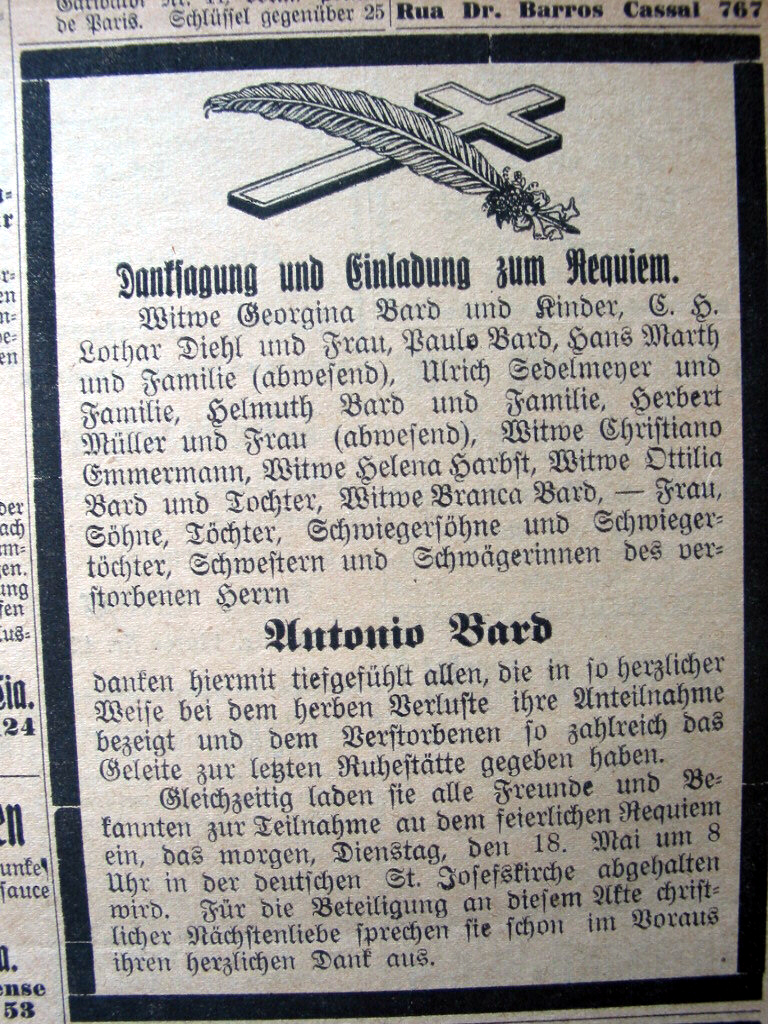 de Paris. Schlüssel gegenüber 25
Rua Dr. Barros Cassal 767
Danksagung und Einladung zum Requiem.
Witwe Georgina Bard und Kinder, C. H.
Lothar Diehl und Frau, Paulo Bard, Hans Marth
und Familie (abwesend), Ulrich Sedelmeyer und
Familie, Helmuth Bard und Familie, Herbert
Müller und Frau (abwesend), Witwe Christiano
Emmermann, Witwe Helena Harbst, Witwe Ottilia
Bard und Tochter, Witwe Branca Bard, — Frau,
Söhne, Töchter, Schwiegersöhne und Schwieger-
töchter, Schwestern und Schwägerinnen des ver-
storbenen Herrn
Antonio Bard
danken hiermit tiefgefühlt allen, die in so herzlicher
Weise bei dem herben Verluste ihre Anteilnahme
bezeigt und dem Verstorbenen so zahlreich das
Geleite zur letzten Ruhestätte gegeben haben.
Gleichzeitig laden sie alle Freunde und Be-
kannten zur Teilnahme au dem feierlichen Requiem
ein, das morgen, Dienstag, den 18. Mai um 8
Uhr in der deutschen St. Josefskirche abgehalten
wird. Für die Beteiligung an diesem Akte christ-
licher Nächstenliebe sprechen sie schon im Voraus
ihren herzlichen Dank aus.